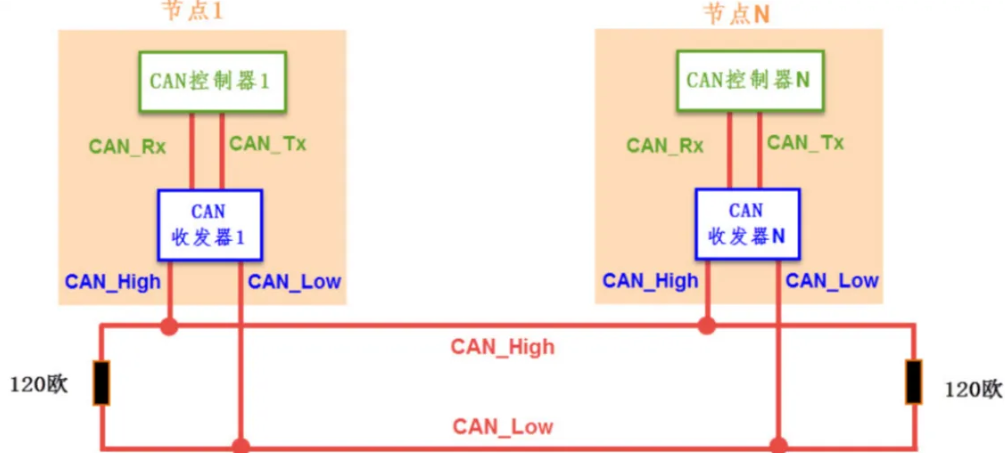 节点1
节点N
CAN控制器1
CAN控制器N
CAN_Rx
CAN_Tx
CAN_Rx
CAN_Tx
CAN
收发器1
CAN
收发器N
CAN_High
CAN_Low
CAN_High
CAN_Low
CAN_High
120欧
120欧
CAN_Low